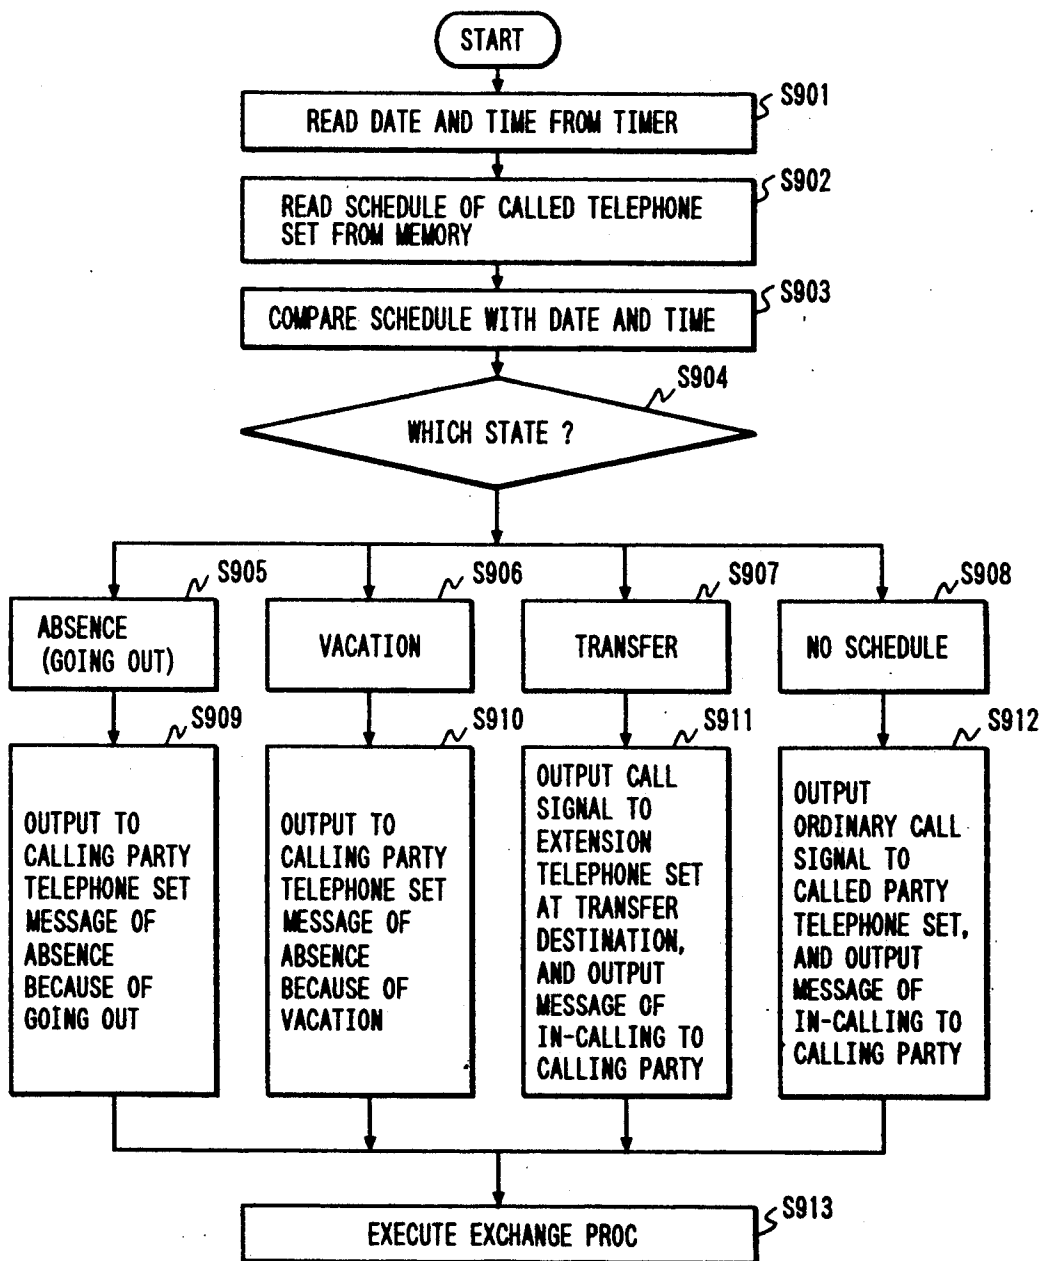 START
S901
READ DATE AND TIME FROM TIMER
S902
READ SCHEDULE OF CALLED TELEPHONE
SET FROM MEMORY
S903
COMPARE SCHEDULE WITH DATE AND TIME
S904
WHICH STATE ?
S905
ABSENCE
(GOING OUT)
S906
VACATION
S907
TRANSFER
S908
NO SCHEDULE
S909
OUTPUT TO
CALLING PARTY
TELEPHONE SET
MESSAGE OF
ABSENCE
BECAUSE OF
GOING OUT
S910
OUTPUT TO
CALLING PARTY
TELEPHONE SET
MESSAGE OF
ABSENCE
BECAUSE OF
VACATION
S911
OUTPUT CALL
SIGNAL TO
EXTENSION
TELEPHONE SET
AT TRANSFER
DESTINATION,
AND OUTPUT
MESSAGE OF
IN-CALLING TO
CALLING PARTY
S912
OUTPUT
ORDINARY CALL
SIGNAL TO
CALLED PARTY
TELEPHONE SET,
AND OUTPUT
MESSAGE OF
IN-CALLING TO
CALLING PARTY
S913
EXECUTE EXCHANGE PROC